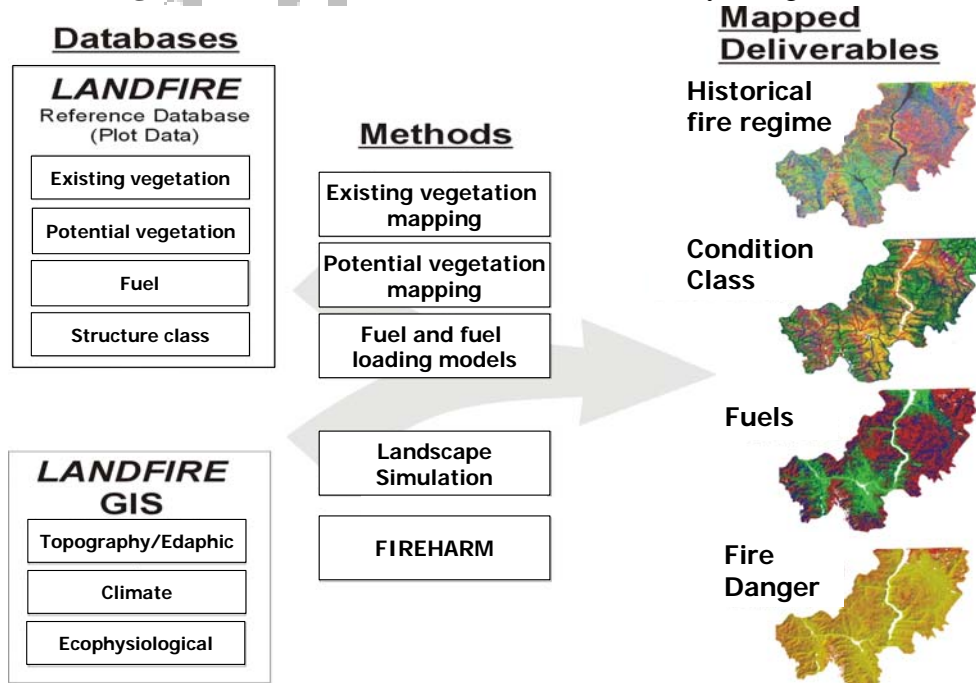 Databases
LANDFIRE
Reference Database
(Plot Data)
Existing vegetation
Potential vegetation
Fuel
Structure class
LANDFIRE
GIS
Topography/Edaphic
Climate
Ecophysiological
Methods
Existing vegetation
mapping
Potential vegetation
mapping
Fuel and fuel
loading models
Landscape
Simulation
FIREHARM
Mapped
Deliverables
Historical
fire regime
Condition
Class
Fuels
Fire
Danger